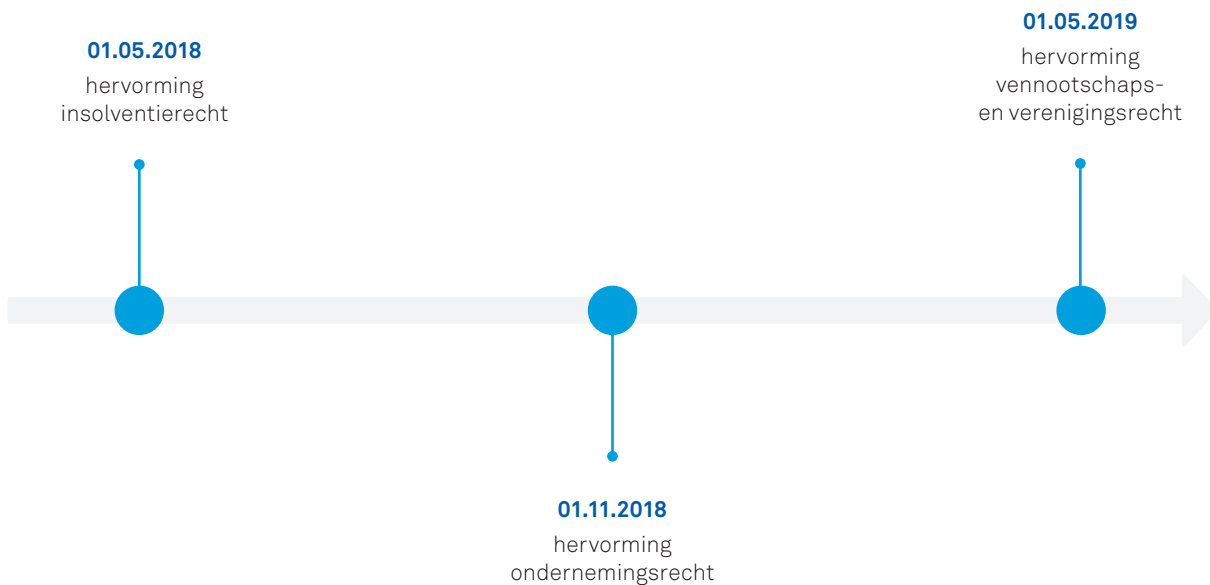 01.05.2018
hervorming
insolventierecht
01.11.2018
hervorming
ondernemingsrecht
01.05.2019
hervorming
vennootschaps-
en verenigingsrecht